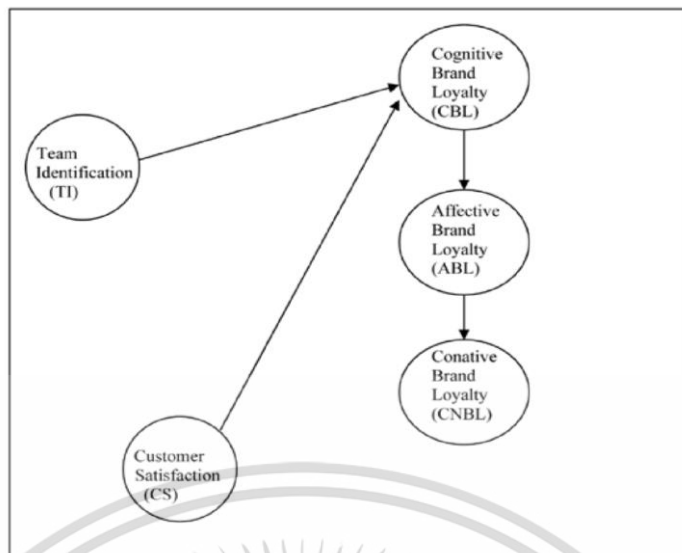 Cognitive
Brand
Loyalty
(CBL)
Team
Identification
(TI)
Affective
Brand
Loyalty
(ABL)
Conative
Brand
Loyalty
(CNBL)
Customer
Satisfaction
(CS)